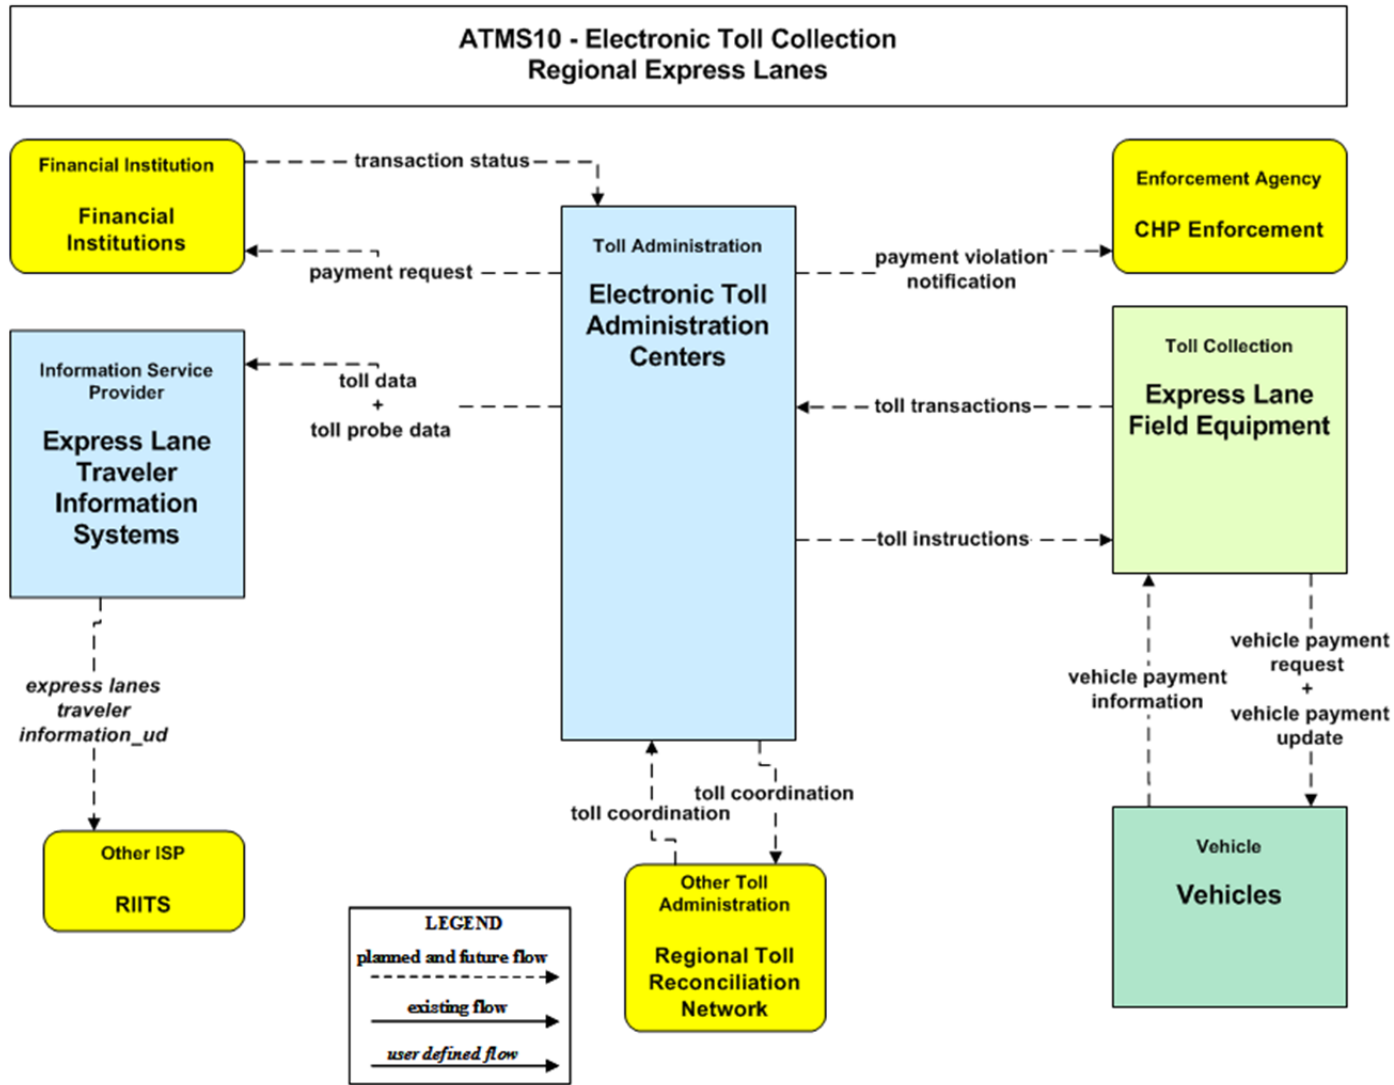 ATMS10 - Electronic Toll Collection
Regional Express Lanes
Financial Institution
Financial
Institutions
transaction status
payment request
Toll Administration
Electronic Toll
Administration
Centers
payment violation
notification
Enforcement Agency
CHP Enforcement
Information Service
Provider
Express Lane
Traveler
Information
Systems
toll data
+
toll probe data
toll transactions
toll instructions
Toll Collection
Express Lane
Field Equipment
express lanes
traveler
information_ud
vehicle payment
information
vehicle payment
request
+
vehicle payment
update
toll coordination
toll coordination
Other ISP
RIITS
Other Toll
Administration
Regional Toll
Reconciliation
Network
Vehicle
Vehicles
LEGEND
planned and future flow
existing flow
user defined flow